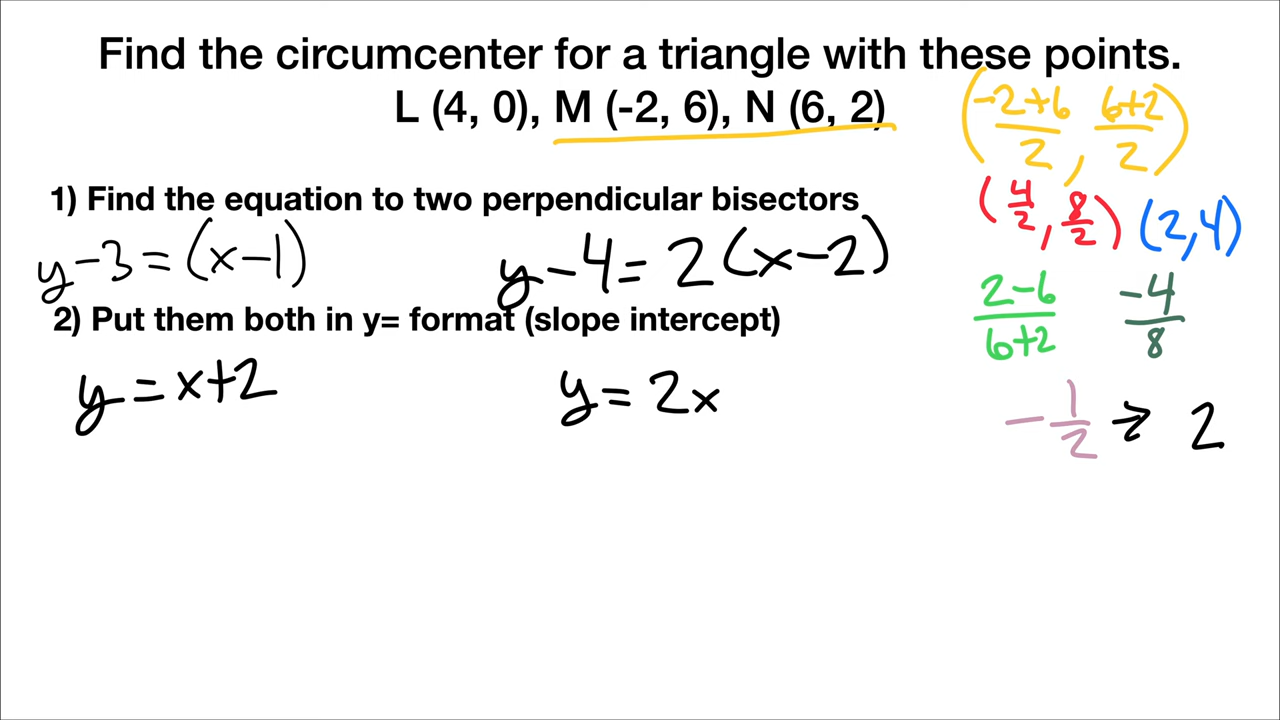 Find the circumcenter for a triangle with these points.
L (4, 0), M (-2, 6), N (6, 2)
(-2+6/2, 6+2/2)
1) Find the equation to two perpendicular bisectors
(4/2, 8/2) (2,4)
y-3=(x-1) y-4=2(x-2)
2-6/6+2 -4/8
2) Put them both in y= format (slope intercept)
y=x+2 y=2x
-1/2 → 2